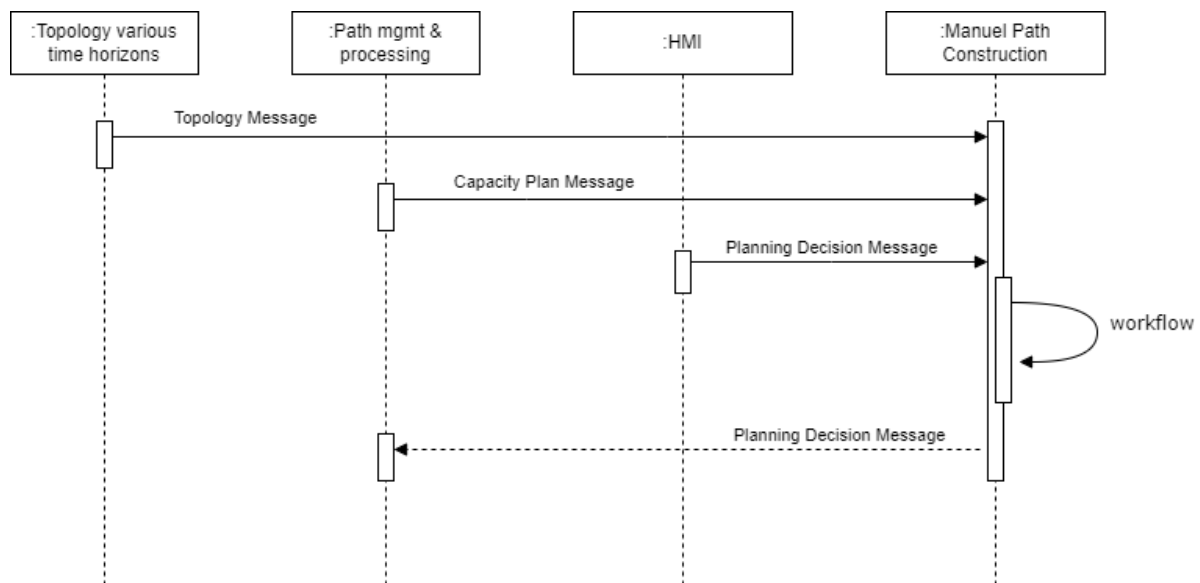 :Topology various
time horizons
:Path mgmt &
processing
:HMI
:Manuel Path
Construction
Topology Message
Capacity Plan Message
Planning Decision Message
workflow
Planning Decision Message